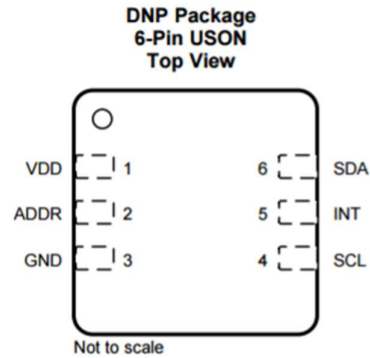 DNP Package
6-Pin USON
Top View
VDD 1 6 SDA
ADDR 2 5 INT
GND 3 4 SCL
Not to scale